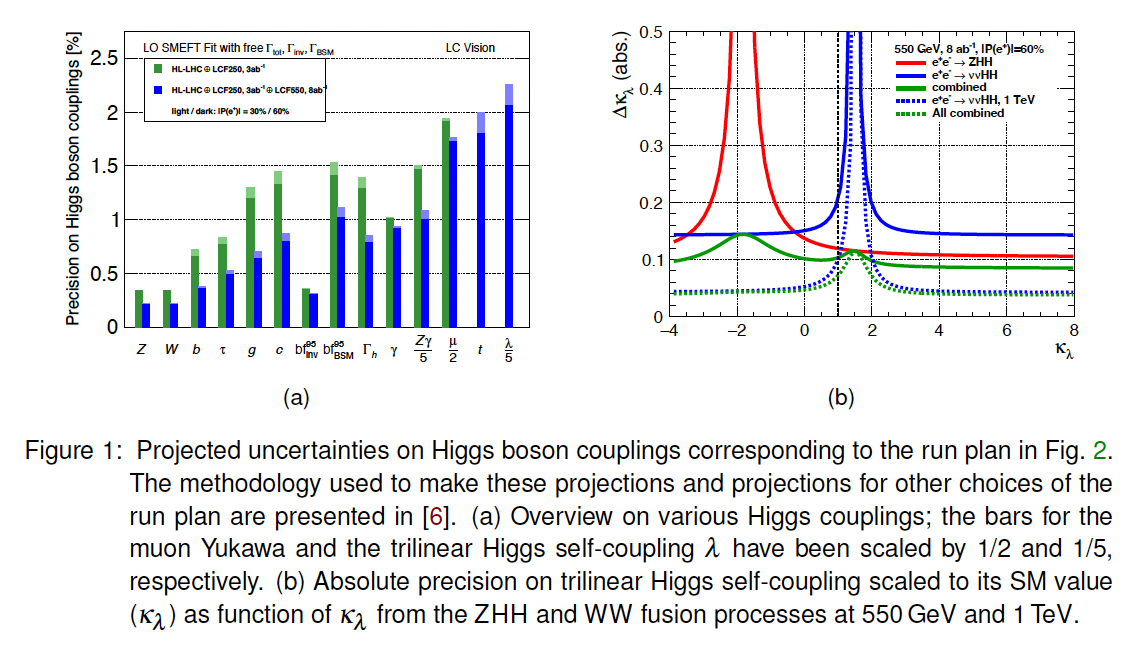 LO SMEFT Fit with free Γtot, Γinv, ΓBSM
LC Vision
HL-LHC ⊕ LCF250, 3ab⁻¹
HL-LHC ⊕ LCF250, 3ab⁻¹ ⊕ LCF550, 8ab⁻¹
light / dark: |P(e⁺)| = 30% / 60%
Precision on Higgs boson couplings [%]
2.5
2
1.5
1
0.5
0
Z W b τ g c bf⁹⁵inv bf⁹⁵BSM Γh γ Zγ/5 μ/2 t λ/5
(a)
Δκλ (abs.)
0.5
0.4
0.3
0.2
0.1
0
−4 −2 0 2 4 6 8
κλ
550 GeV, 8 ab⁻¹, |P(e⁺)|=60%
e⁺e⁻ → ZHH
e⁺e⁻ → ννHH
combined
e⁺e⁻ → ννHH, 1 TeV
All combined
(b)
Figure 1: Projected uncertainties on Higgs boson couplings corresponding to the run plan in Fig. 2.
The methodology used to make these projections and projections for other choices of the
run plan are presented in [6]. (a) Overview on various Higgs couplings; the bars for the
muon Yukawa and the trilinear Higgs self-coupling λ have been scaled by 1/2 and 1/5,
respectively. (b) Absolute precision on trilinear Higgs self-coupling scaled to its SM value
(κλ) as function of κλ from the ZHH and WW fusion processes at 550 GeV and 1 TeV.